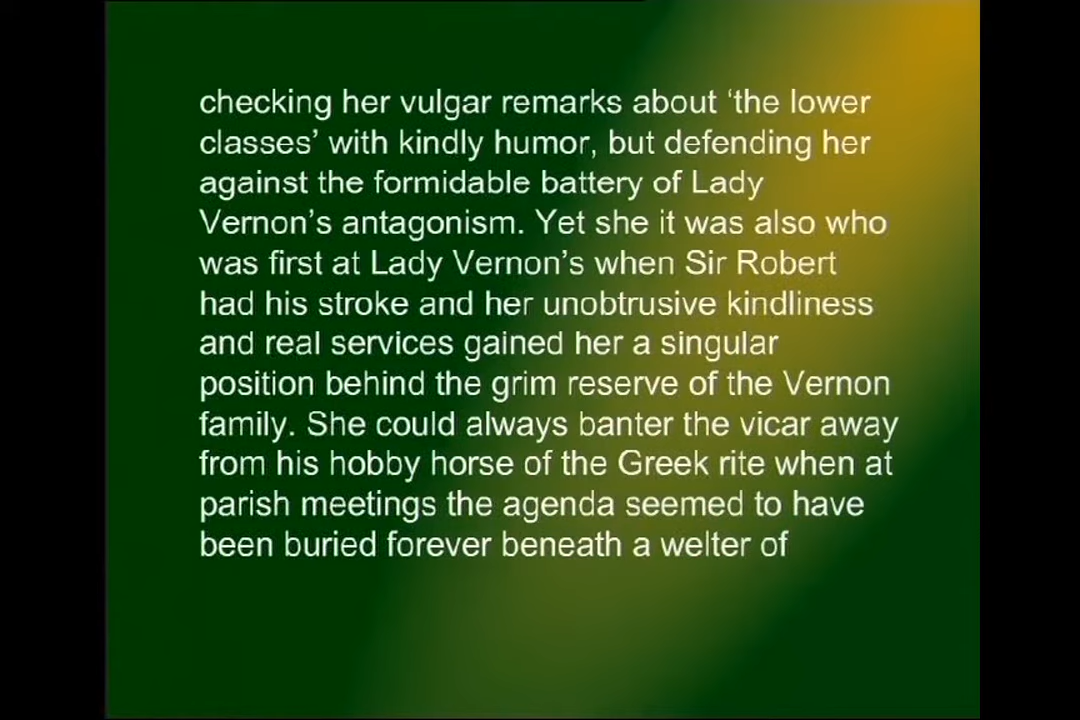 checking her vulgar remarks about ‘the lower
classes’ with kindly humor, but defending her
against the formidable battery of Lady
Vernon’s antagonism. Yet she it was also who
was first at Lady Vernon’s when Sir Robert
had his stroke and her unobtrusive kindliness
and real services gained her a singular
position behind the grim reserve of the Vernon
family. She could always banter the vicar away
from his hobby horse of the Greek rite when at
parish meetings the agenda seemed to have
been buried forever beneath a welter of